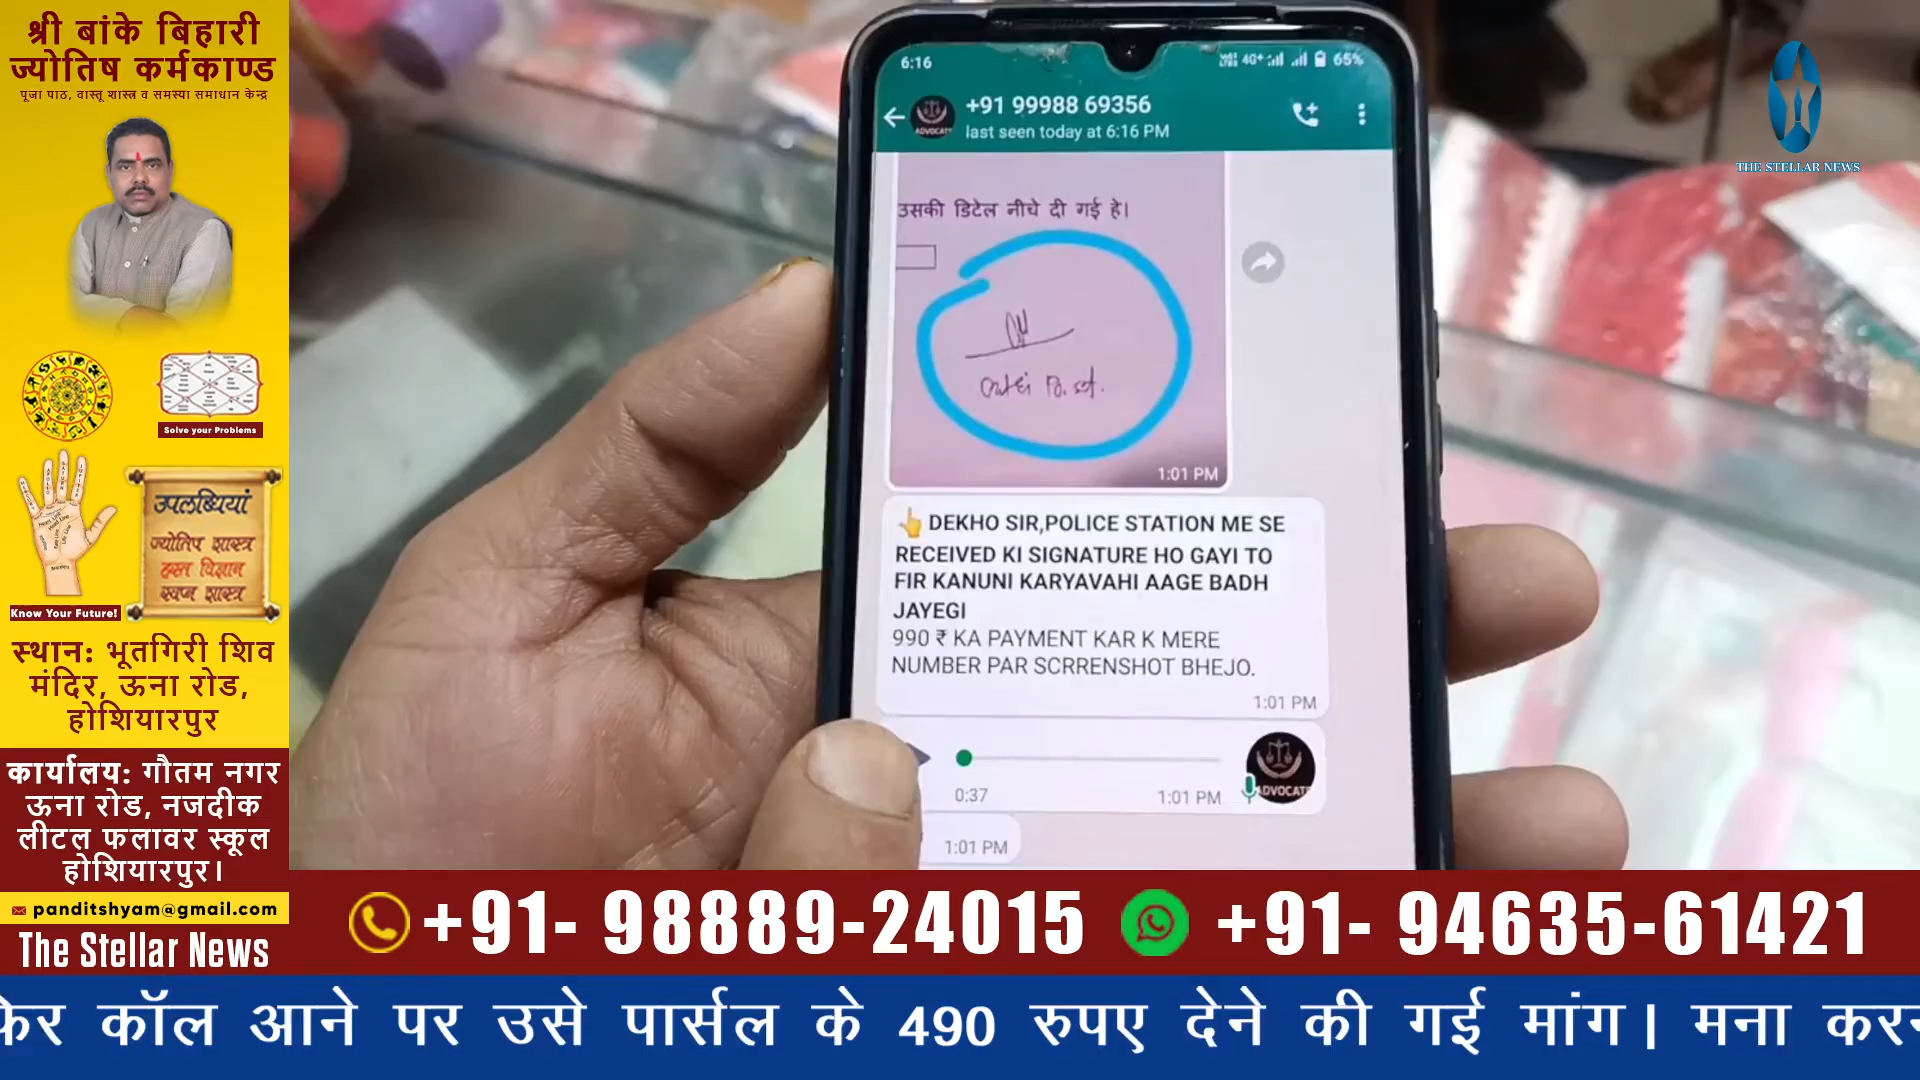 श्री बांके बिहारी
ज्योतिष कर्मकाण्ड
पूजा पाठ, वास्तू शास्त्र व समस्या समाधान केन्द्र
Solve your Problems
उपलब्धियां
ज्योतिष शास्त्र
हस्त विज्ञान
स्वप्न शास्त्र
Know Your Future!
स्थान: भूतगिरी शिव
मंदिर, ऊना रोड,
होशियारपुर
कार्यालय: गौतम नगर
ऊना रोड, नजदीक
लीटल फलावर स्कूल
होशियारपुर।
panditshyam@gmail.com
The Stellar News
6:16
4G+
65%
+91 99988 69356
last seen today at 6:16 PM
ADVOCATE
THE STELLAR NEWS
उसकी डिटेल नीचे दी गई हे।
1:01 PM
👆DEKHO SIR,POLICE STATION ME SE
RECEIVED KI SIGNATURE HO GAYI TO
FIR KANUNI KARYAVAHI AAGE BADH
JAYEGI
990 ₹ KA PAYMENT KAR K MERE
NUMBER PAR SCRRENSHOT BHEJO.
1:01 PM
0:37
1:01 PM
ADVOCATE
1:01 PM
+91- 98889-24015
+91- 94635-61421
फिर कॉल आने पर उसे पार्सल के 490 रुपए देने की गई मांग| मना कर